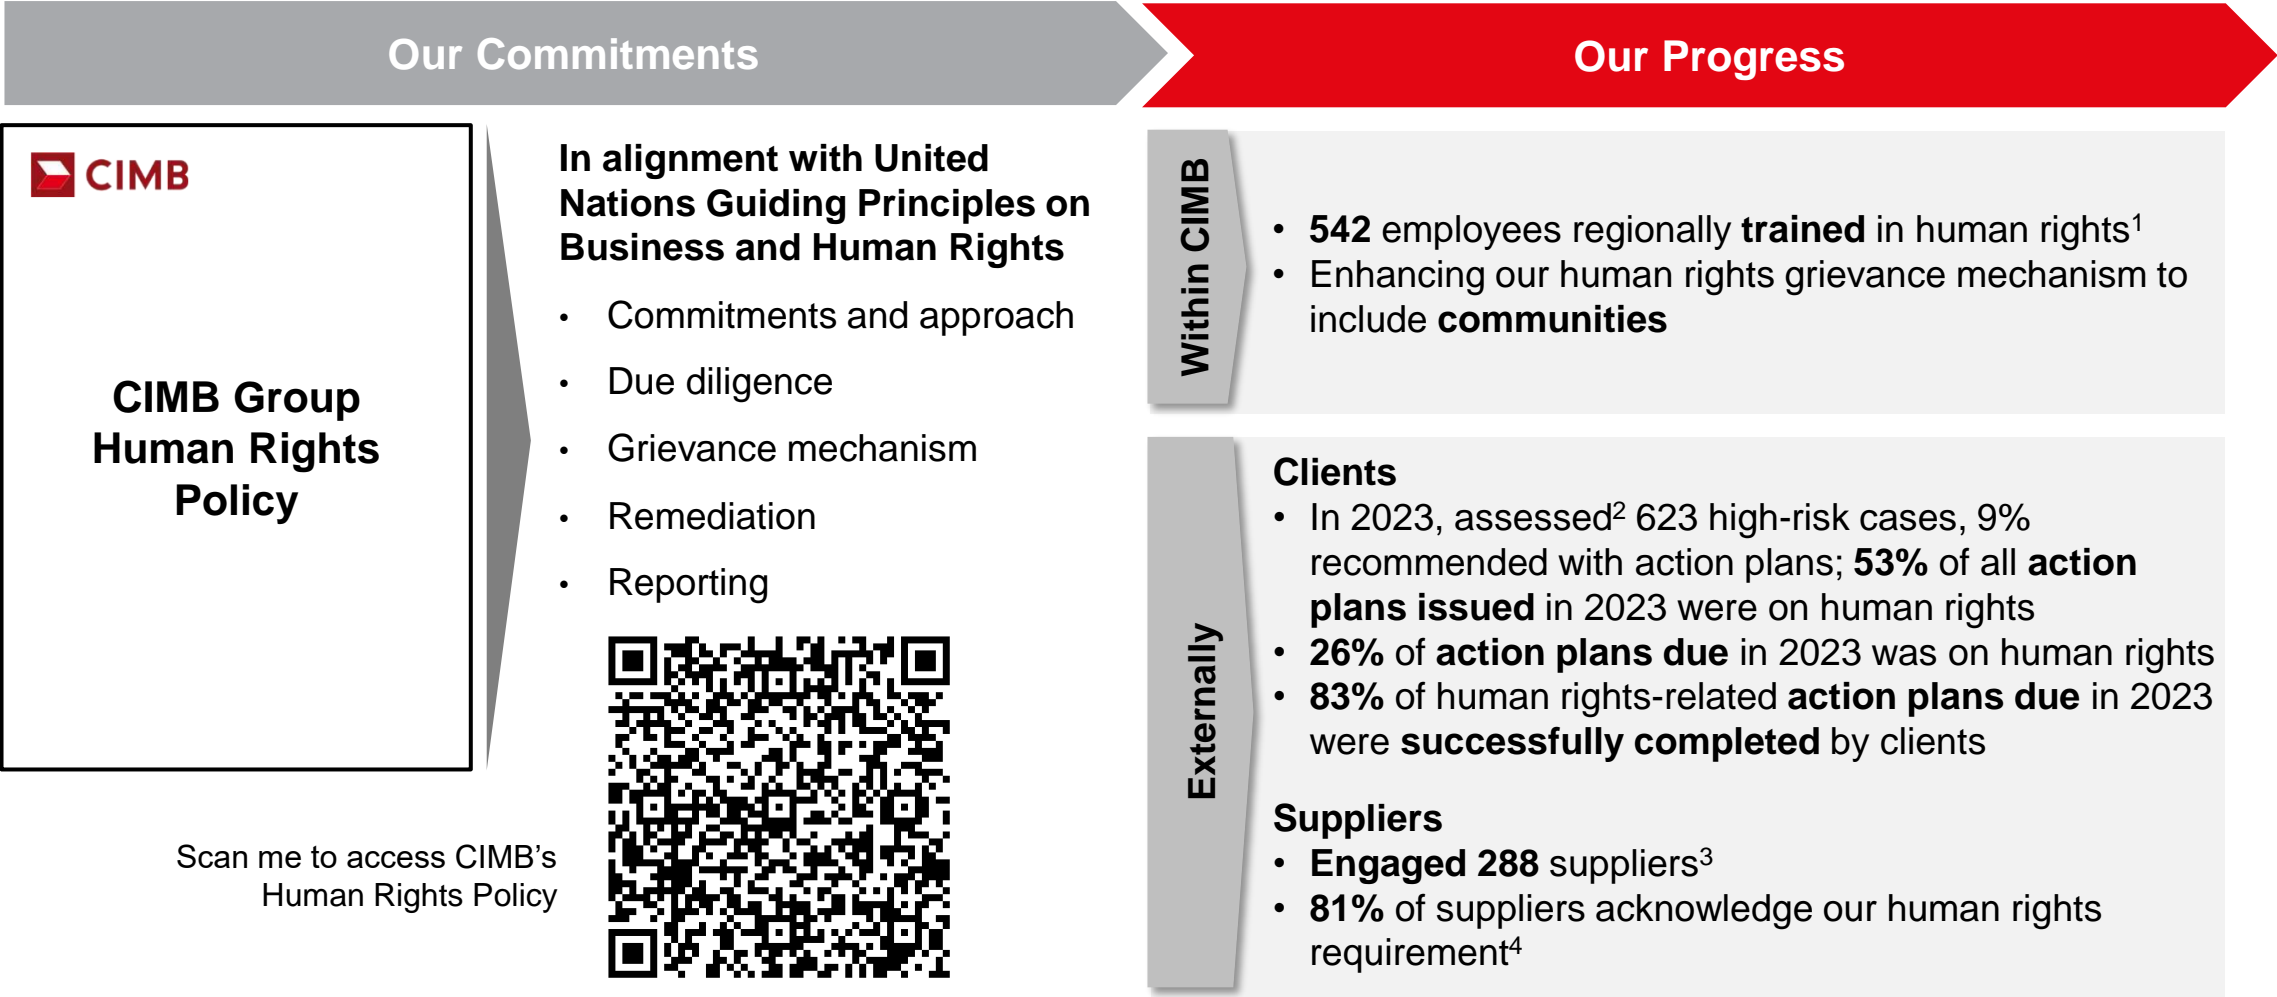 Our Commitments
Our Progress
CIMB
CIMB Group
Human Rights
Policy
In alignment with United
Nations Guiding Principles on
Business and Human Rights
• Commitments and approach
• Due diligence
• Grievance mechanism
• Remediation
• Reporting
Scan me to access CIMB’s
Human Rights Policy
Within CIMB
• 542 employees regionally trained in human rights¹
• Enhancing our human rights grievance mechanism to
include communities
Externally
Clients
• In 2023, assessed² 623 high-risk cases, 9%
recommended with action plans; 53% of all action
plans issued in 2023 were on human rights
• 26% of action plans due in 2023 was on human rights
• 83% of human rights-related action plans due in 2023
were successfully completed by clients
Suppliers
• Engaged 288 suppliers³
• 81% of suppliers acknowledge our human rights
requirement⁴